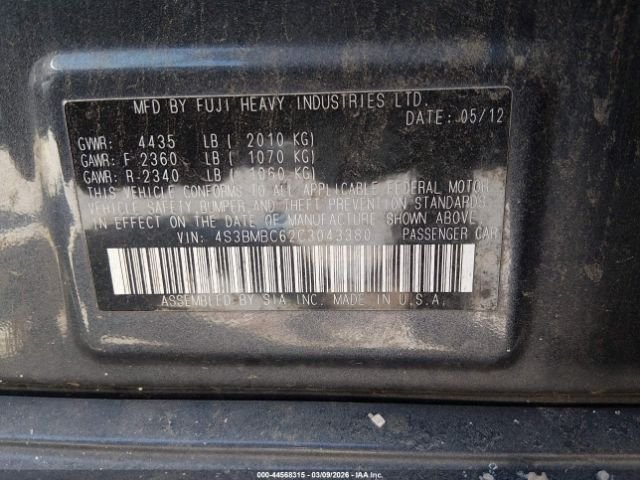 MFD BY FUJI HEAVY INDUSTRIES LTD.
DATE: 05/12
GVWR: 4435 LB ( 2010 KG)
GAWR: F-2360 LB ( 1070 KG)
GAWR: R-2340 LB ( 1060 KG)
THIS VEHICLE CONFORMS TO ALL APPLICABLE FEDERAL MOTOR
VEHICLE SAFETY, BUMPER, AND THEFT PREVENTION STANDARDS
IN EFFECT ON THE DATE OF MANUFACTURE SHOWN ABOVE.
VIN: 4S3BMBC62C3043380 PASSENGER CAR
ASSEMBLED BY SIA INC. MADE IN U.S.A.
000-44568315 - 03/09/2026 - IAAI Copart